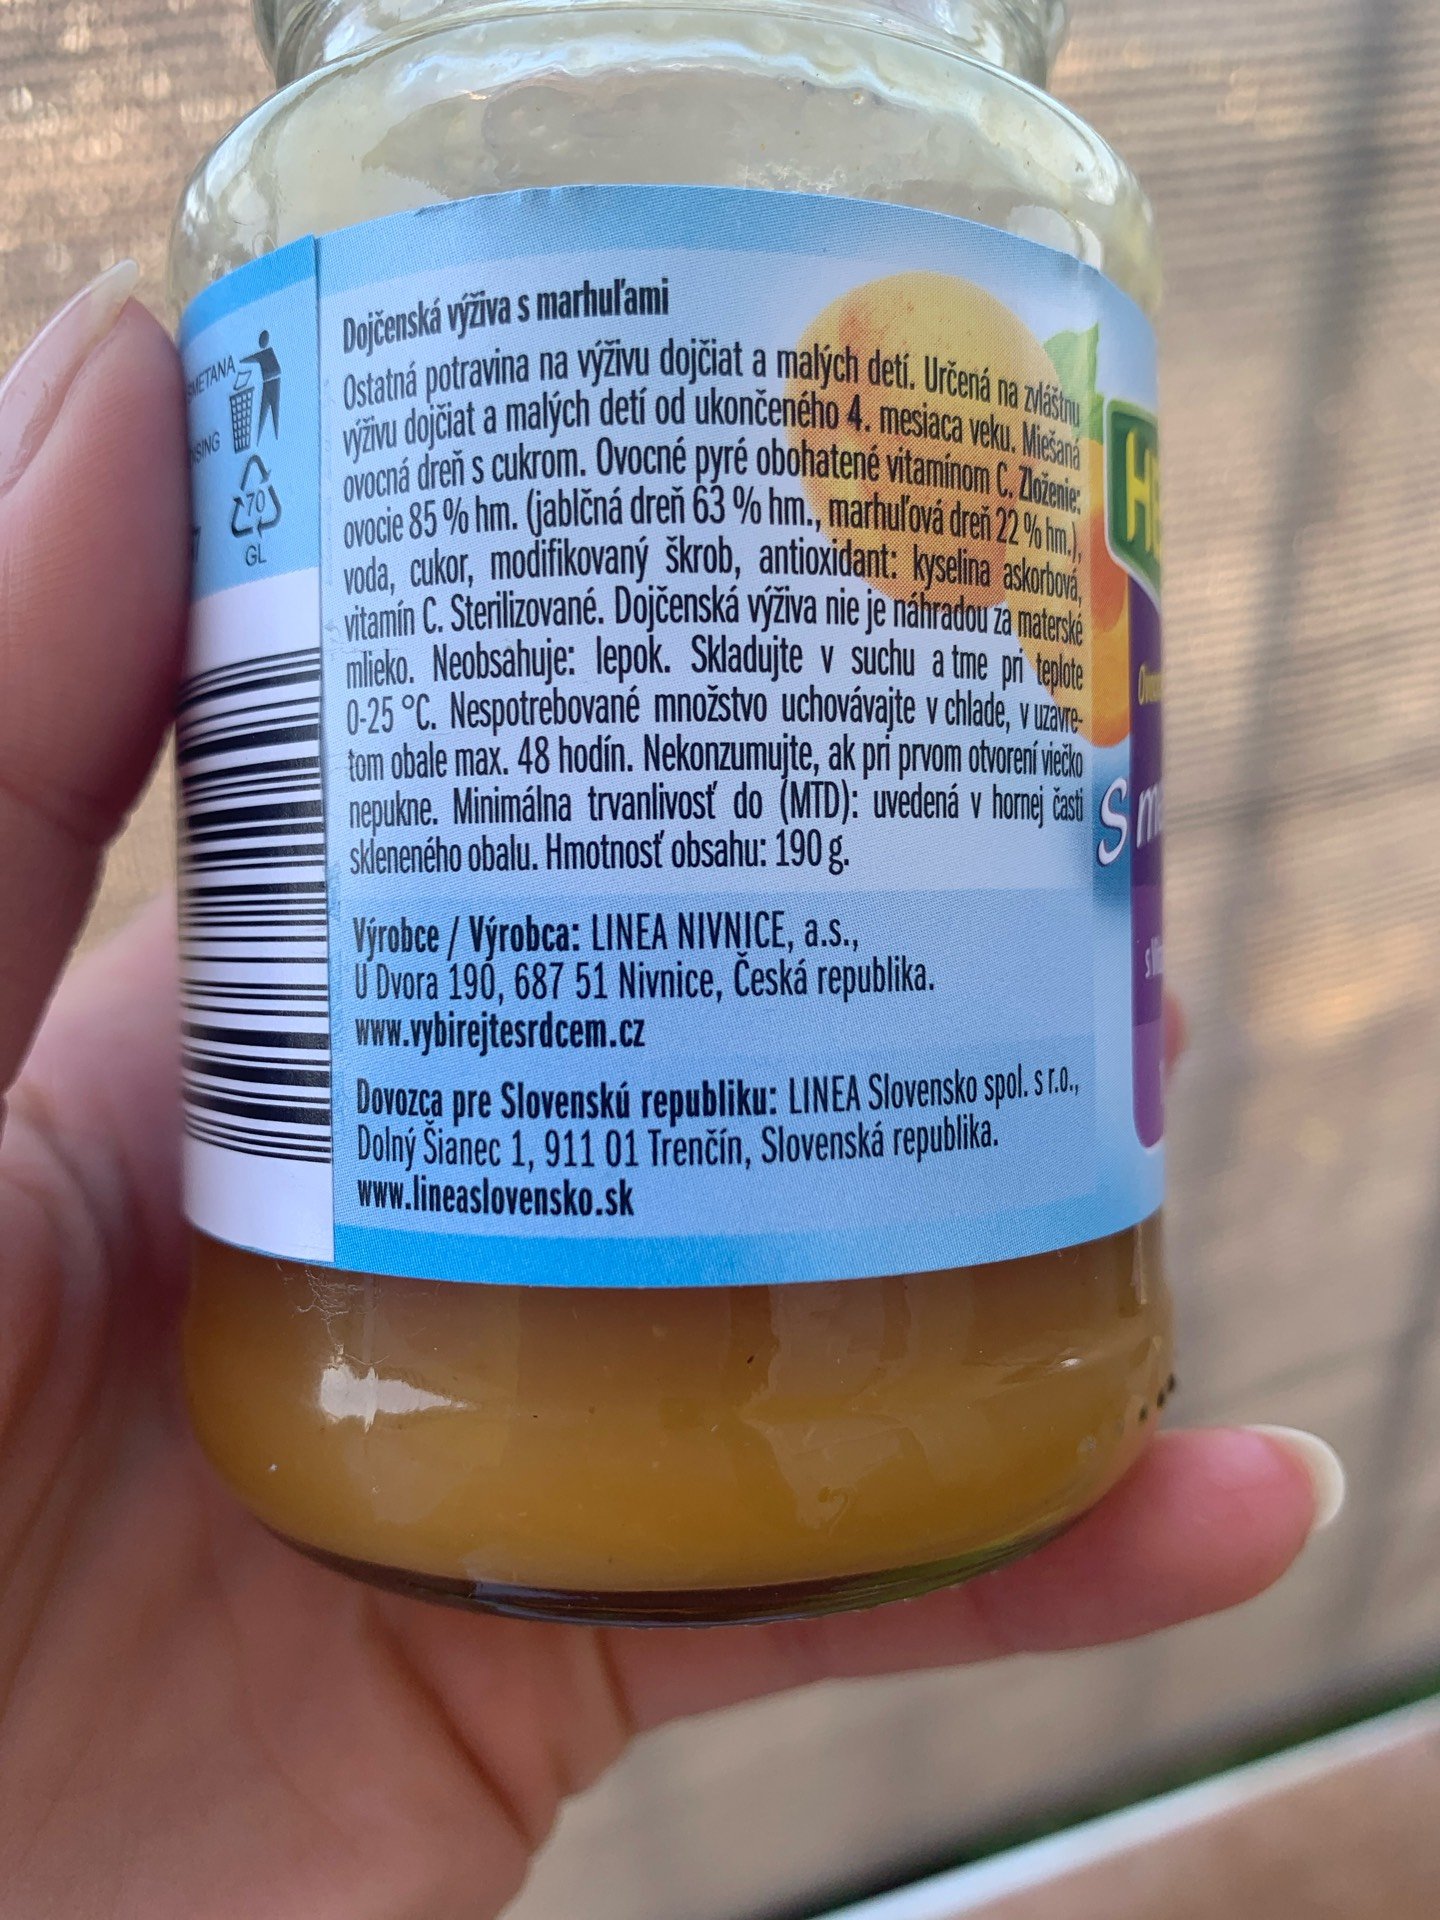 SMETANA
70
GL
Dojčenská výživa s marhuľami
Ostatná potravina na výživu dojčiat a malých detí. Určená na zvláštnu
výživu dojčiat a malých detí od ukončeného 4. mesiaca veku. Miešaná
ovocná dreň s cukrom. Ovocné pyré obohatené vitamínom C. Zloženie:
ovocie 85 % hm. (jablčná dreň 63 % hm., marhuľová dreň 22 % hm.),
voda, cukor, modifikovaný škrob, antioxidant: kyselina askorbová,
vitamín C. Sterilizované. Dojčenská výživa nie je náhradou za materské
mlieko. Neobsahuje: lepok. Skladujte v suchu a tme pri teplote
0-25 °C. Nespotrebované množstvo uchovávajte v chlade, v uzavre-
tom obale max. 48 hodín. Nekonzumujte, ak pri prvom otvorení viečko
nepukne. Minimálna trvanlivosť do (MTD): uvedená v hornej časti
skleneného obalu. Hmotnosť obsahu: 190 g.
Výrobce / Výrobca: LINEA NIVNICE, a.s.,
U Dvora 190, 687 51 Nivnice, Česká republika.
www.vybirejtesrdcem.cz
Dovozca pre Slovenskú republiku: LINEA Slovensko spol. s r.o.,
Dolný Šianec 1, 911 01 Trenčín, Slovenská republika.
www.lineaslovensko.sk
S